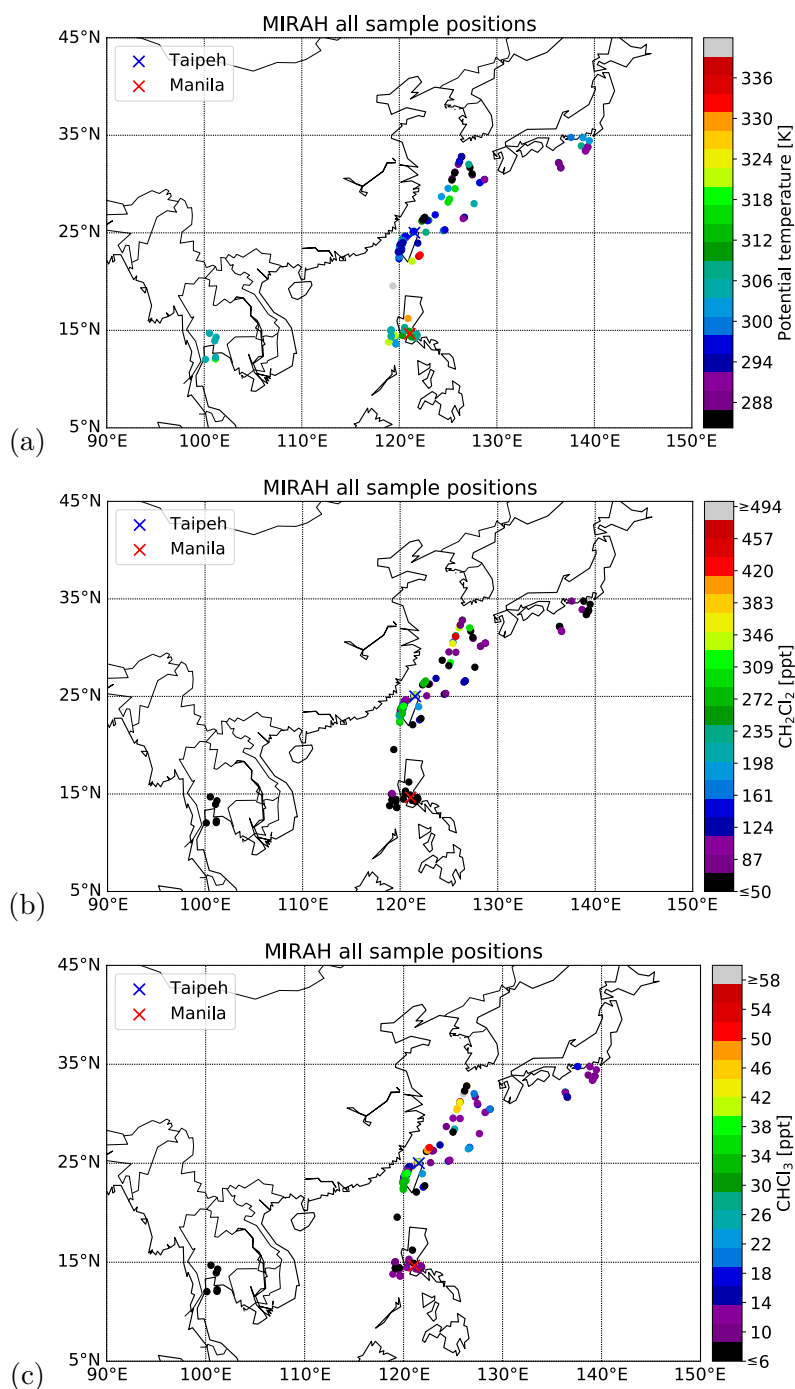 MIRAH all sample positions
45°N
40°N
35°N
30°N
25°N
20°N
15°N
10°N
5°N
90°E 100°E 110°E 120°E 130°E 140°E 150°E
× Taipeh
× Manila
336
330
324
318
312
306
300
294
288
Potential temperature [K]
(a)
MIRAH all sample positions
45°N
35°N
25°N
15°N
5°N
90°E 100°E 110°E 120°E 130°E 140°E 150°E
× Taipeh
× Manila
≥494
457
420
383
346
309
272
235
198
161
124
87
≤50
CH₂Cl₂ [ppt]
(b)
MIRAH all sample positions
45°N
35°N
25°N
15°N
5°N
90°E 100°E 110°E 120°E 130°E 140°E 150°E
× Taipeh
× Manila
≥58
54
50
46
42
38
34
30
26
22
18
14
10
≤6
CHCl₃ [ppt]
(c)